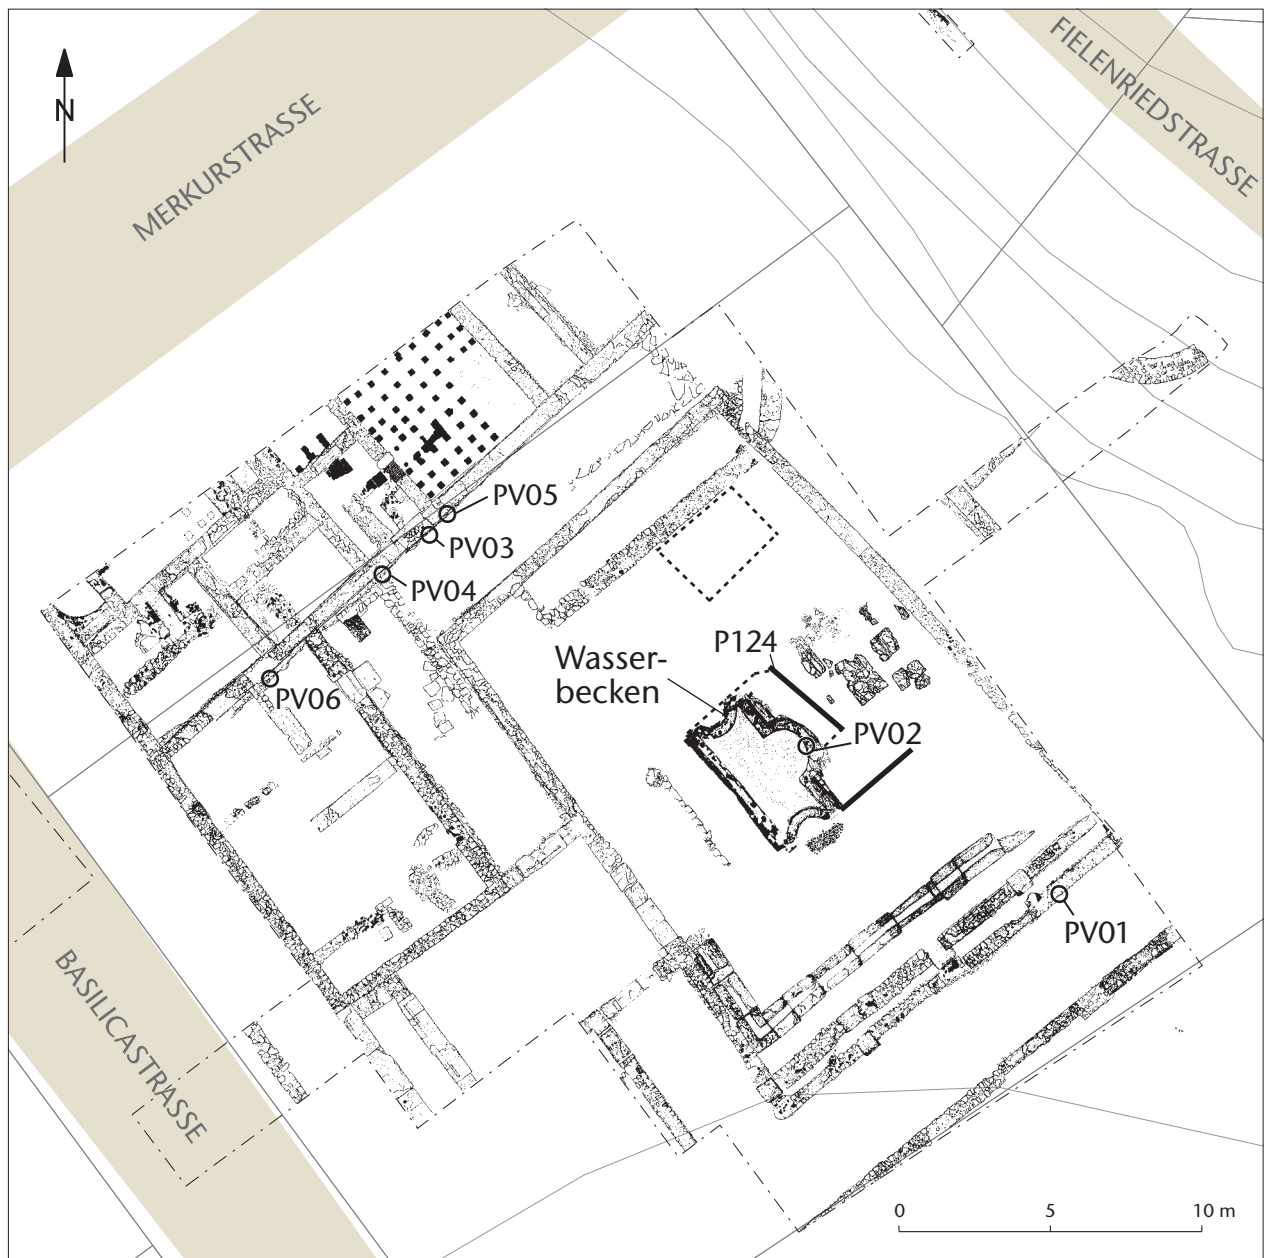 FIELENRIEDSTRASSE
N
MERKURSTRASSE
PV05
PV03
PV04
P124
Wasser-
becken
PV06
PV02
PV01
BASILICASTRASSE
0 5 10 m